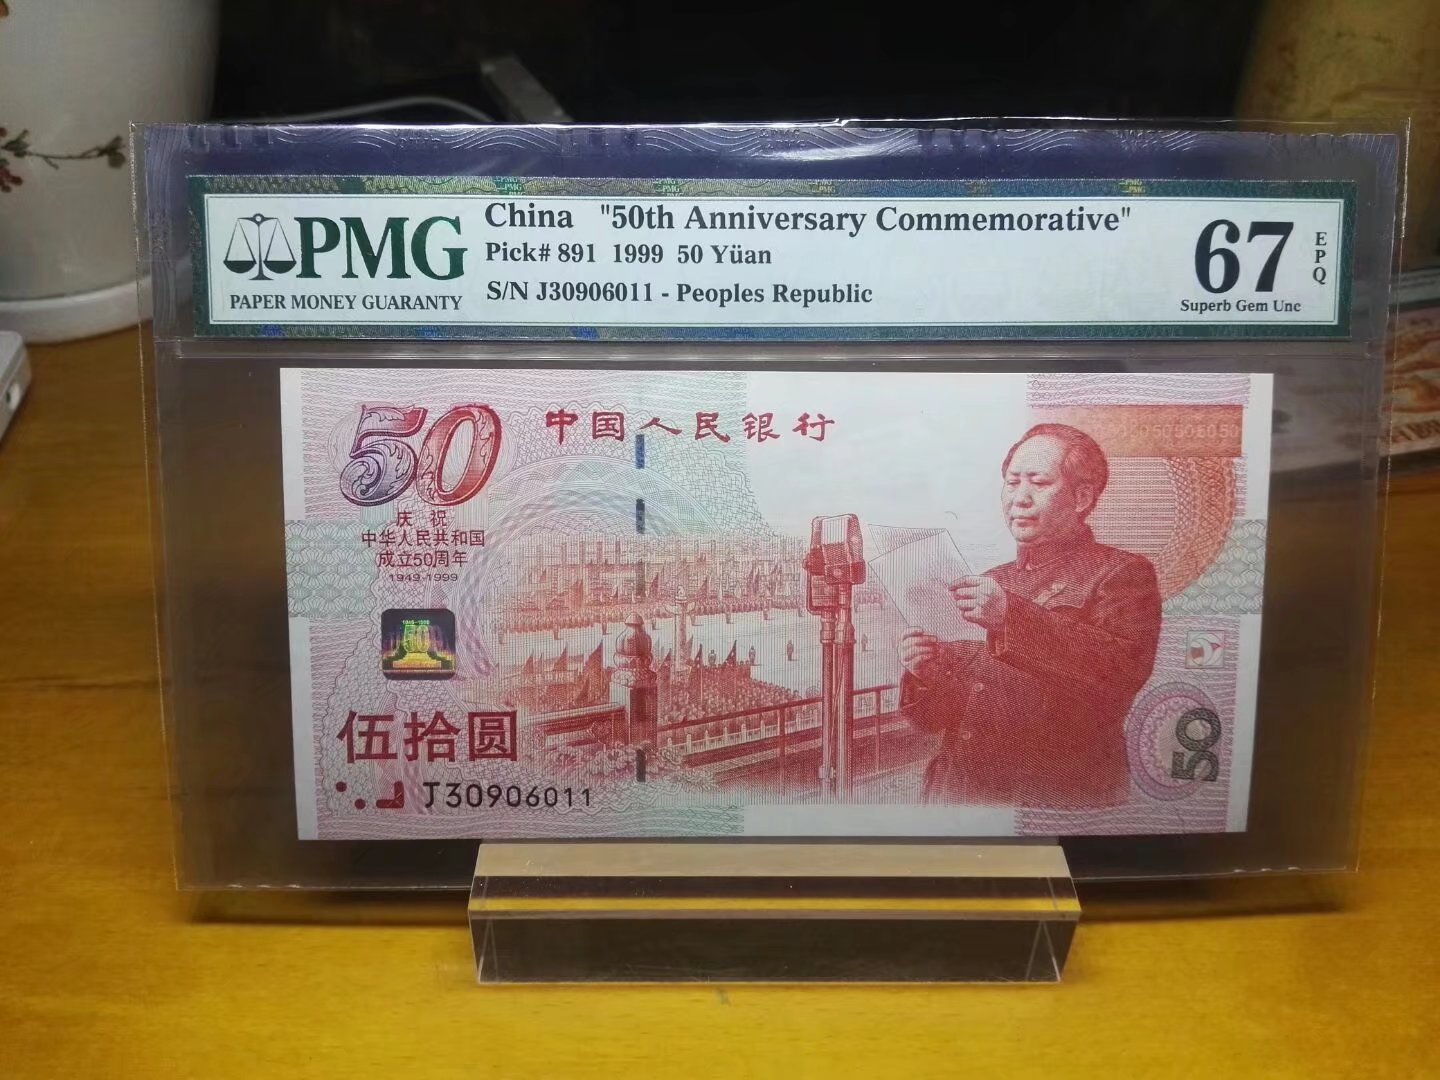 PMG
PAPER MONEY GUARANTY
China "50th Anniversary Commemorative"
Pick# 891 1999 50 Yüan
S/N J30906011 - Peoples Republic
67
EPQ
Superb Gem Unc
50
中国人民银行
庆祝
中华人民共和国
成立50周年
1949-1999
50
伍拾圆
J30906011
50